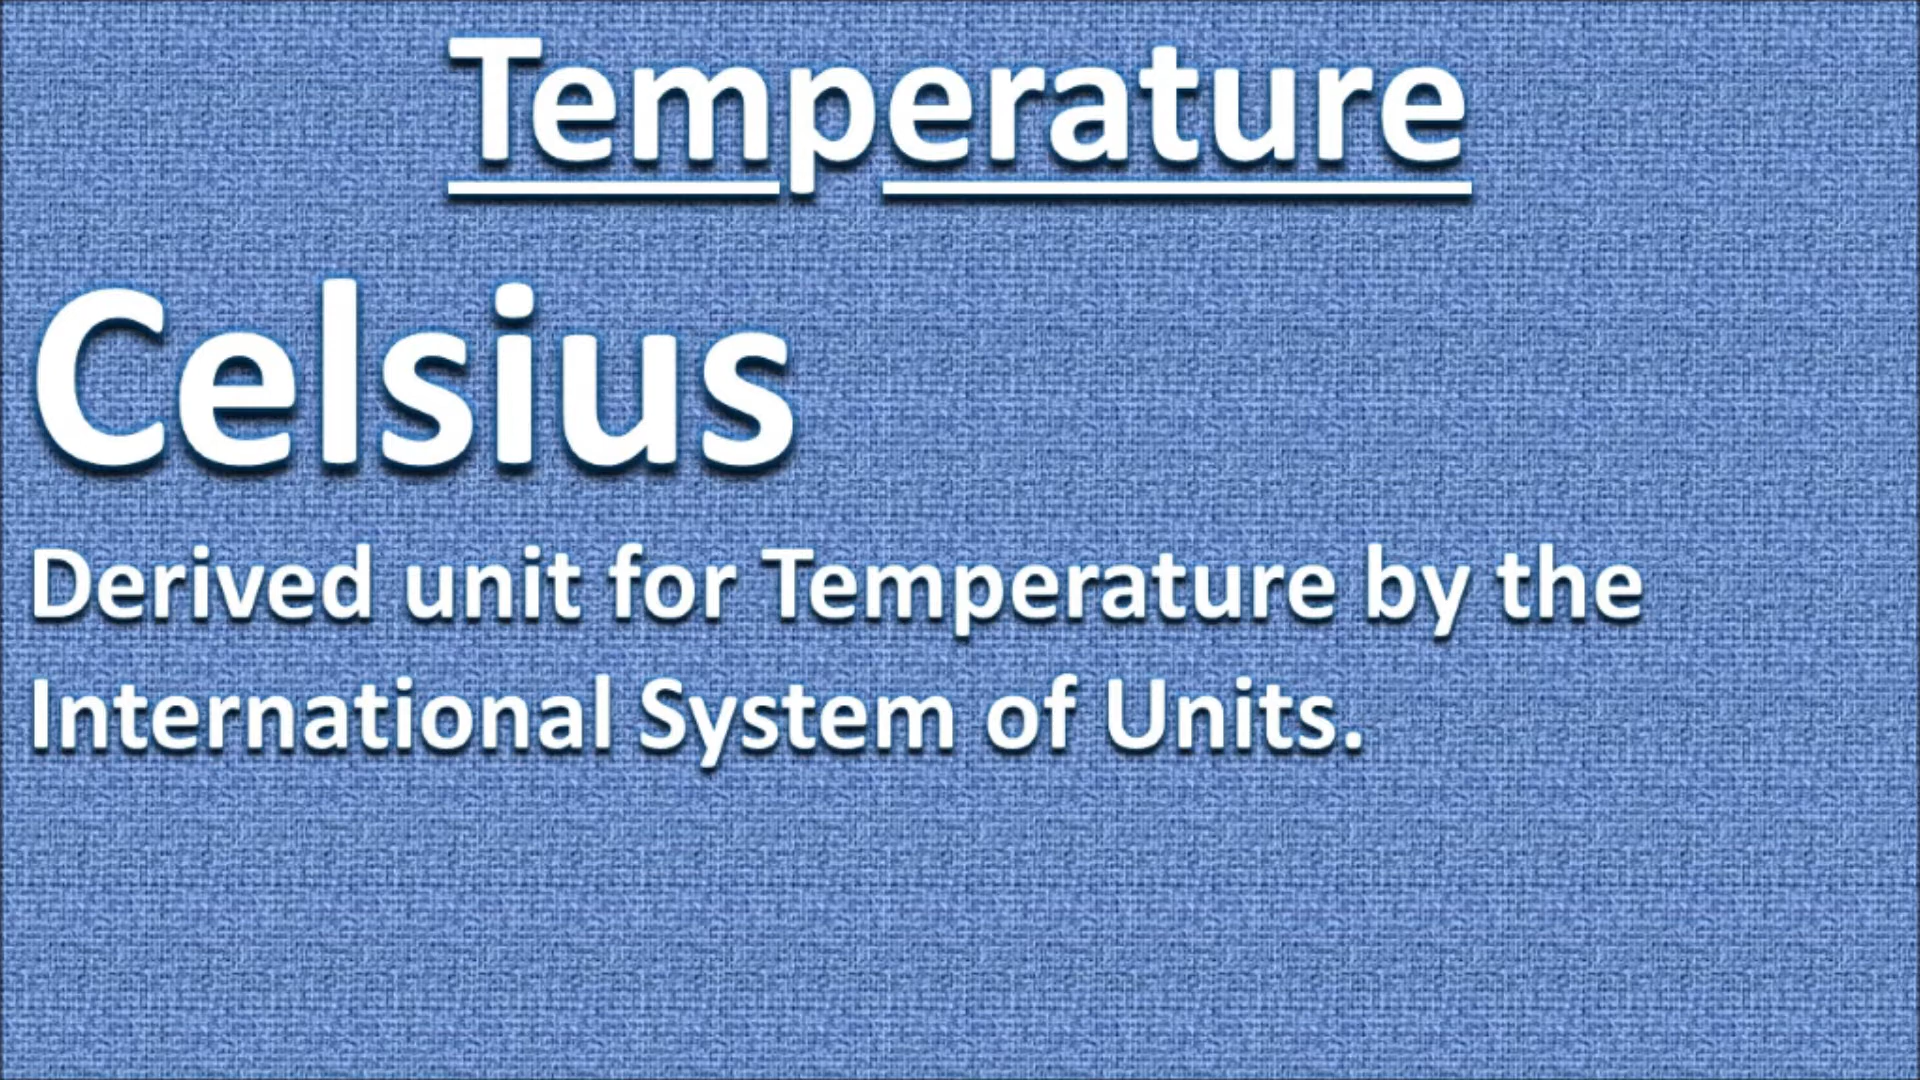 Temperature
Celsius
Derived unit for Temperature by the
International System of Units.